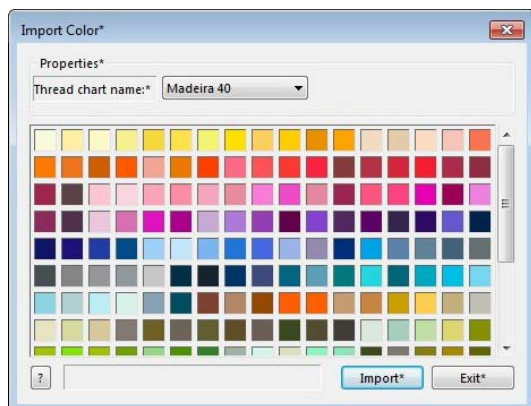 Import Color*
Properties*
Thread chart name:* Madeira 40
? Import* Exit*